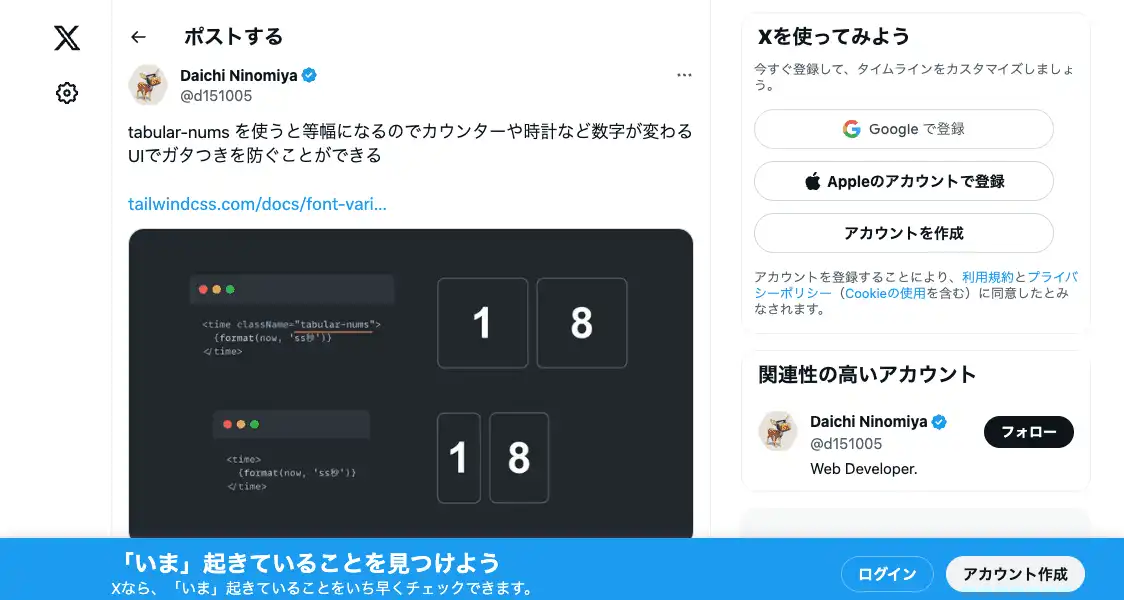 ポストする
Daichi Ninomiya
@d151005
tabular-nums を使うと等幅になるのでカウンターや時計など数字が変わる
UIでガタつきを防ぐことができる
tailwindcss.com/docs/font-vari…
<time className="tabular-nums">
{format(now, 'ss秒')}
</time>
1 8
<time>
{format(now, 'ss秒')}
</time>
1 8
Xを使ってみよう
今すぐ登録して、タイムラインをカスタマイズしましょ
う。
Google で登録
Appleのアカウントで登録
アカウントを作成
アカウントを登録することにより、利用規約とプライバ
シーポリシー（Cookieの使用を含む）に同意したとみ
なされます。
関連性の高いアカウント
Daichi Ninomiya
@d151005
フォロー
Web Developer.
「いま」起きていることを見つけよう
Xなら、「いま」起きていることをいち早くチェックできます。
ログイン
アカウント作成